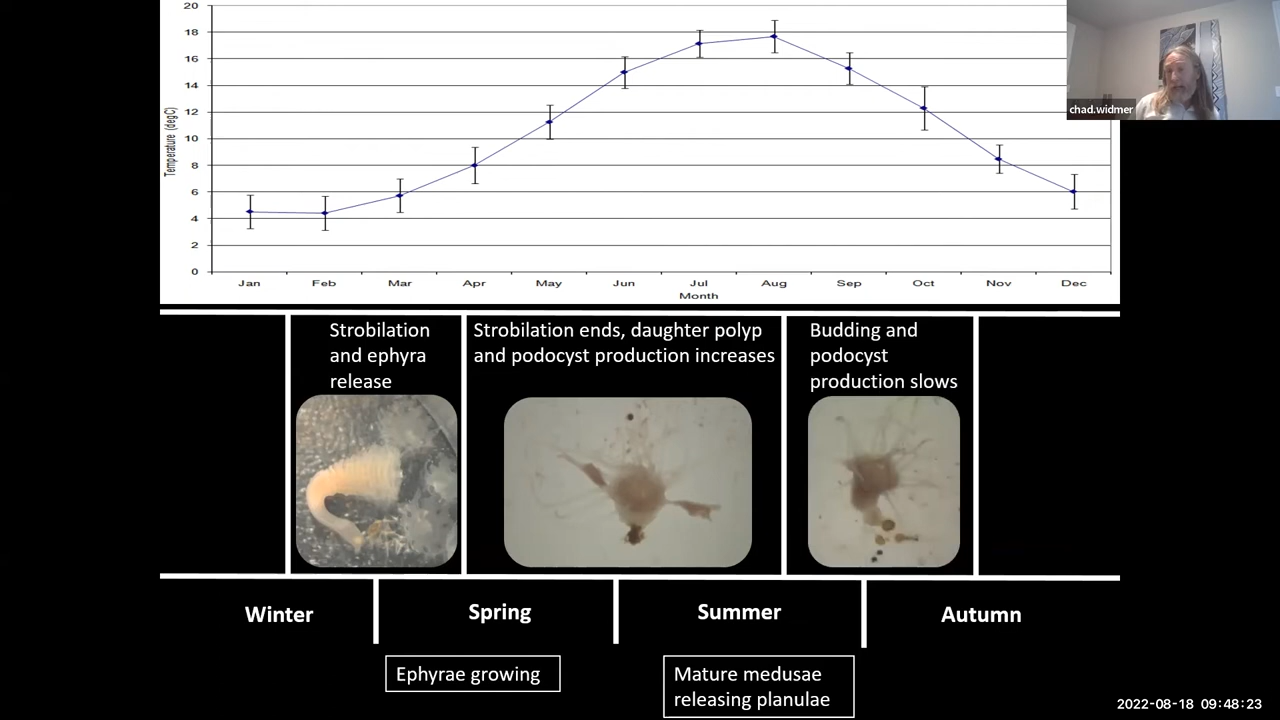 20
18
16
14
12
10
8
6
4
2
0
Temperature (degC)
Jan Feb Mar Apr May Jun Jul Aug Sep Oct Nov Dec
Month
chad.widmer
Strobilation
and ephyra
release
Strobilation ends, daughter polyp
and podocyst production increases
Budding and
podocyst
production slows
Winter Spring Summer Autumn
Ephyrae growing
Mature medusae
releasing planulae
2022-08-18 09:48:23